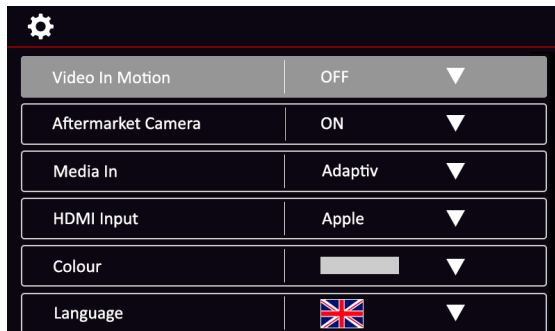 Video In Motion OFF
Aftermarket Camera ON
Media In Adaptiv
HDMI Input Apple
Colour
Language